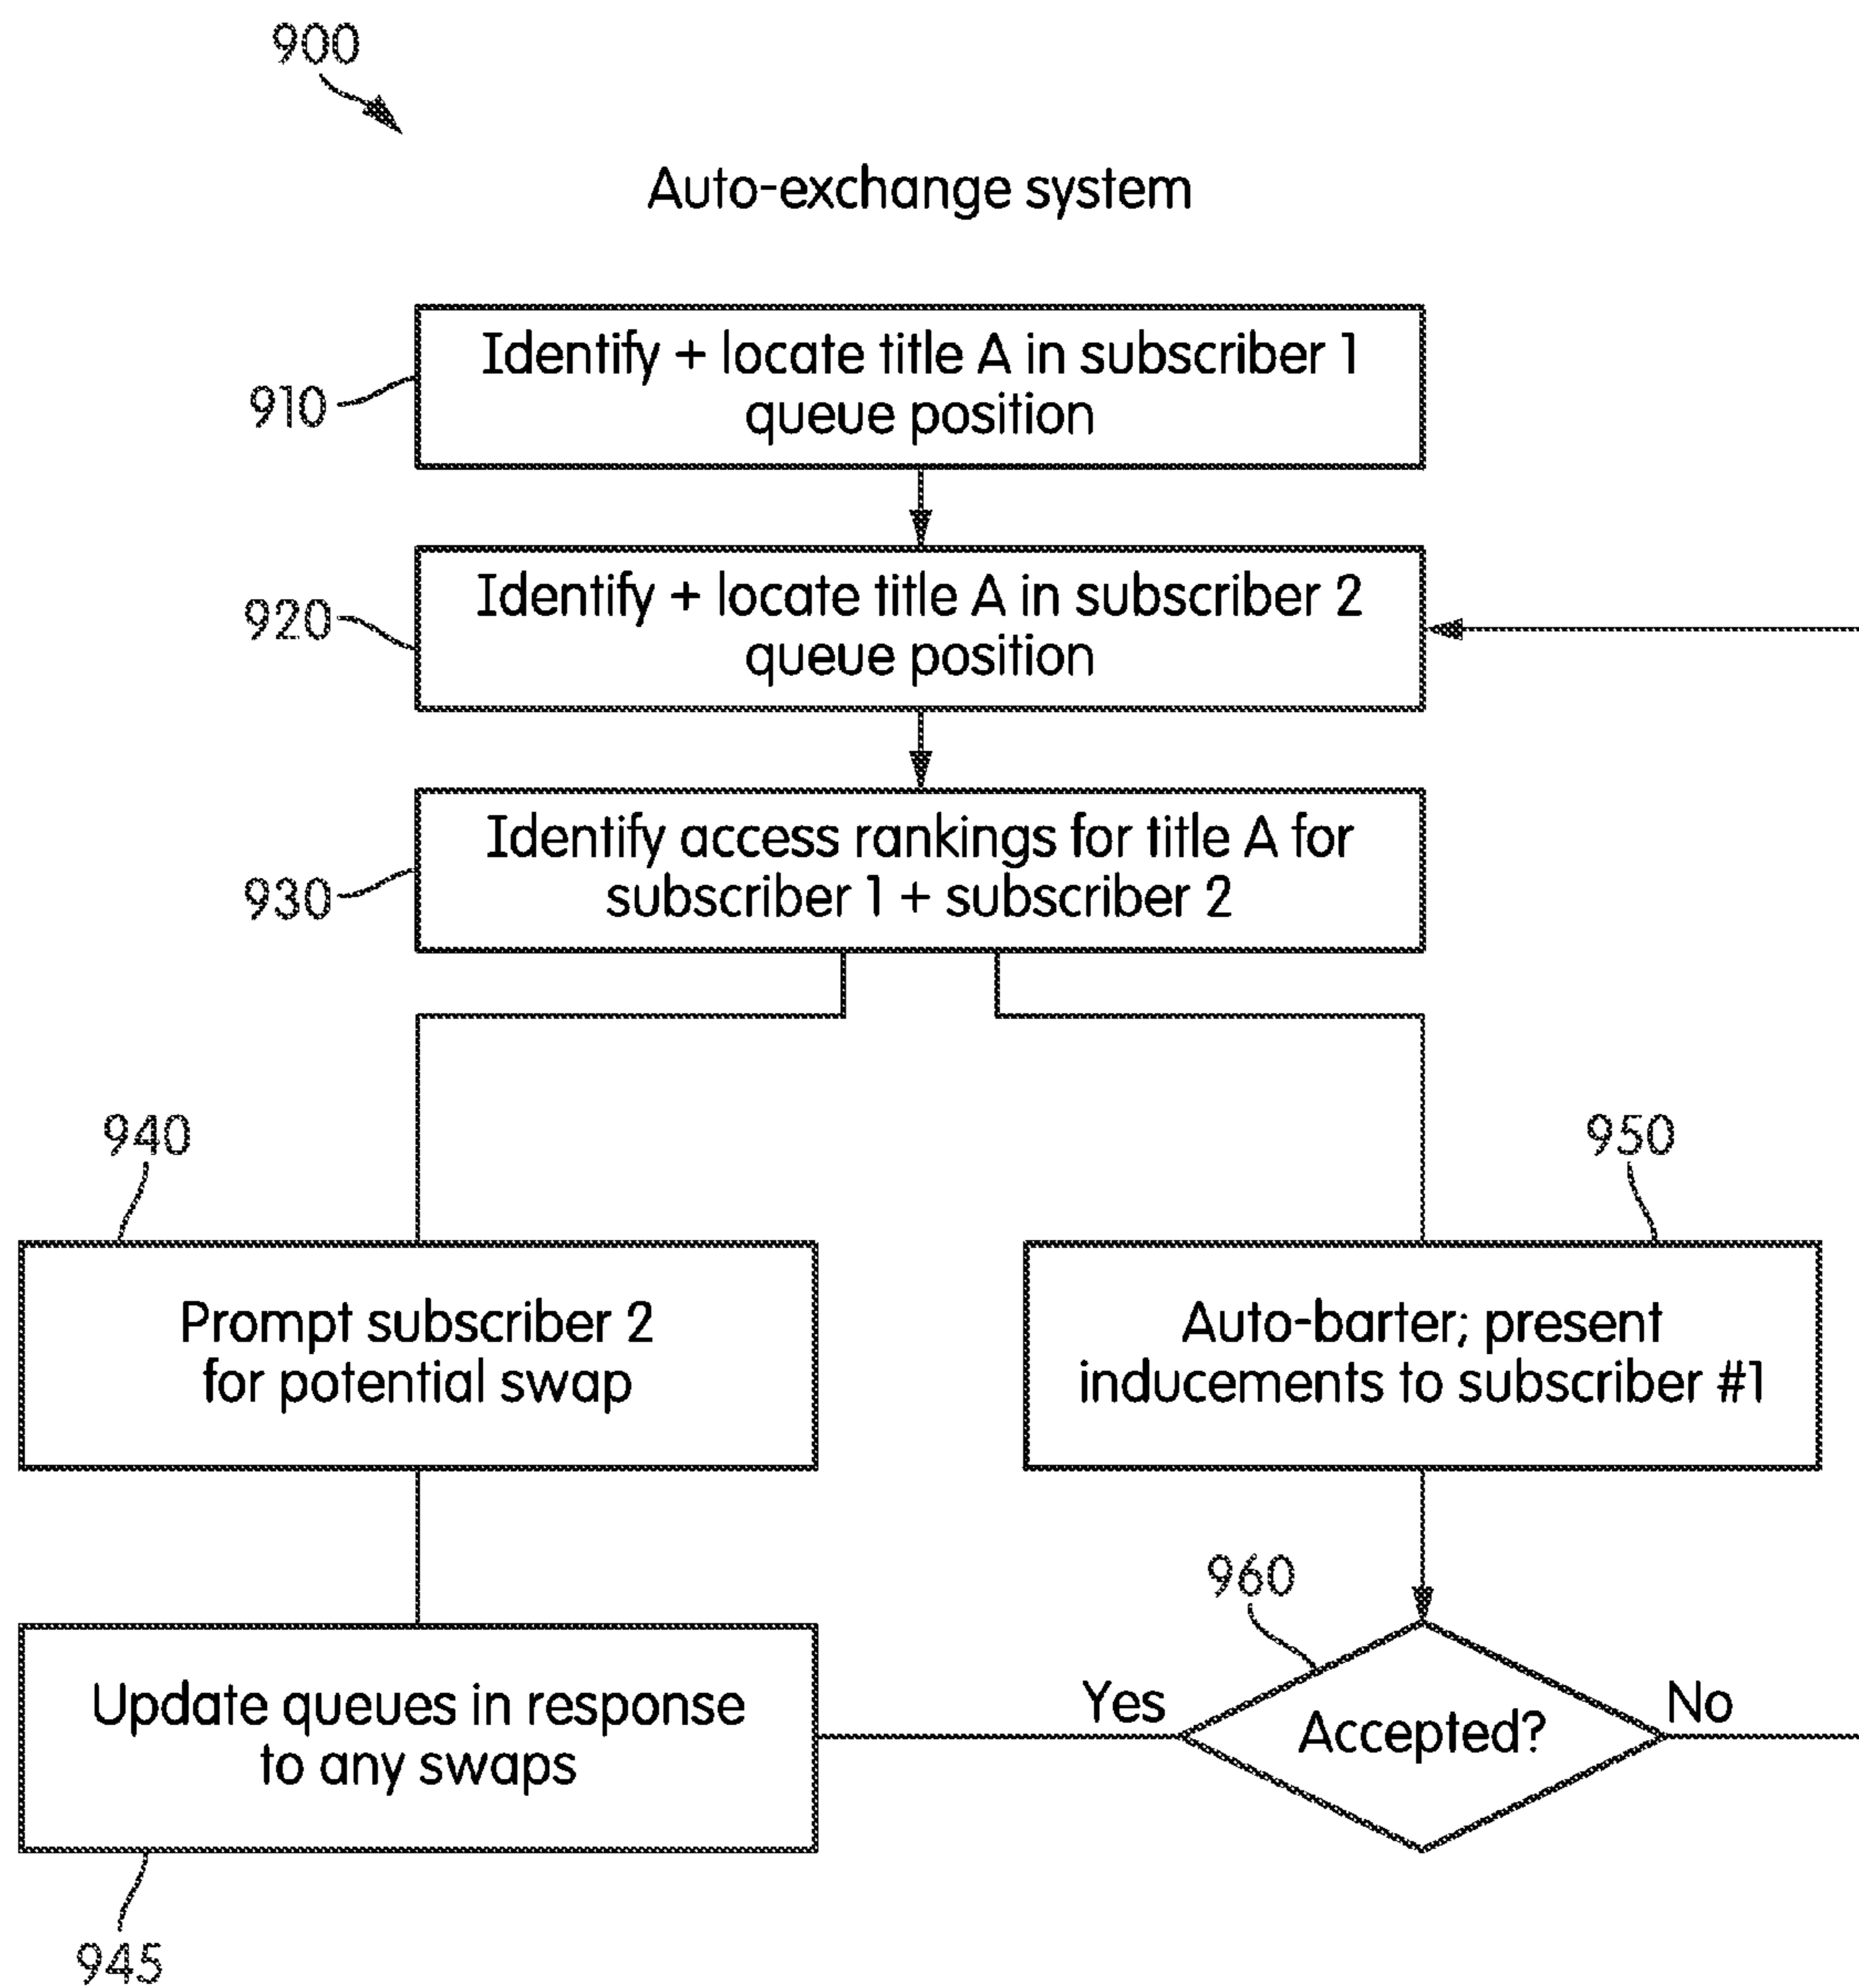 900
Auto-exchange system
Identify + locate title A in subscriber 1
queue position
910
Identify + locate title A in subscriber 2
queue position
920
Identify access rankings for title A for
subscriber 1 + subscriber 2
930
940
950
Prompt subscriber 2
for potential swap
Auto-barter; present
inducements to subscriber #1
960
Update queues in response
to any swaps
Yes
Accepted?
No
945